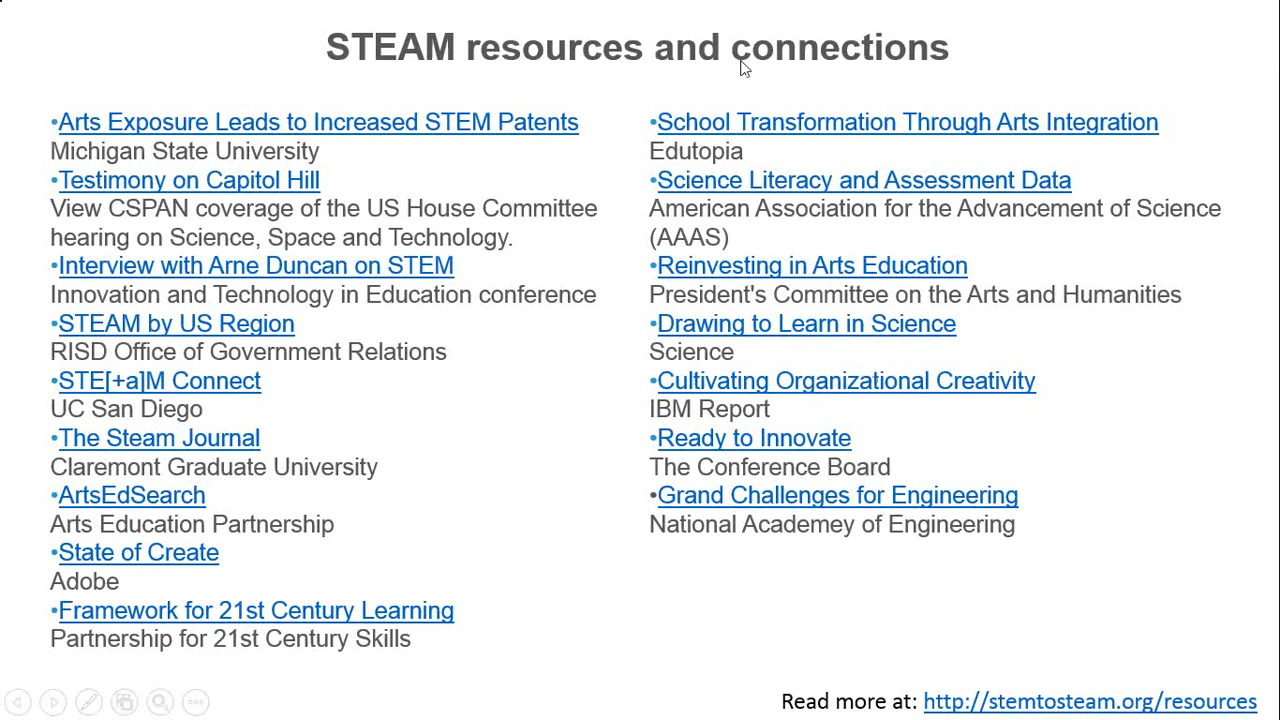 STEAM resources and connections
•Arts Exposure Leads to Increased STEM Patents
Michigan State University
•Testimony on Capitol Hill
View CSPAN coverage of the US House Committee
hearing on Science, Space and Technology.
•Interview with Arne Duncan on STEM
Innovation and Technology in Education conference
•STEAM by US Region
RISD Office of Government Relations
•STE[+a]M Connect
UC San Diego
•The Steam Journal
Claremont Graduate University
•ArtsEdSearch
Arts Education Partnership
•State of Create
Adobe
•Framework for 21st Century Learning
Partnership for 21st Century Skills
•School Transformation Through Arts Integration
Edutopia
•Science Literacy and Assessment Data
American Association for the Advancement of Science
(AAAS)
•Reinvesting in Arts Education
President's Committee on the Arts and Humanities
•Drawing to Learn in Science
Science
•Cultivating Organizational Creativity
IBM Report
•Ready to Innovate
The Conference Board
•Grand Challenges for Engineering
National Academey of Engineering
Read more at: http://stemtosteam.org/resources